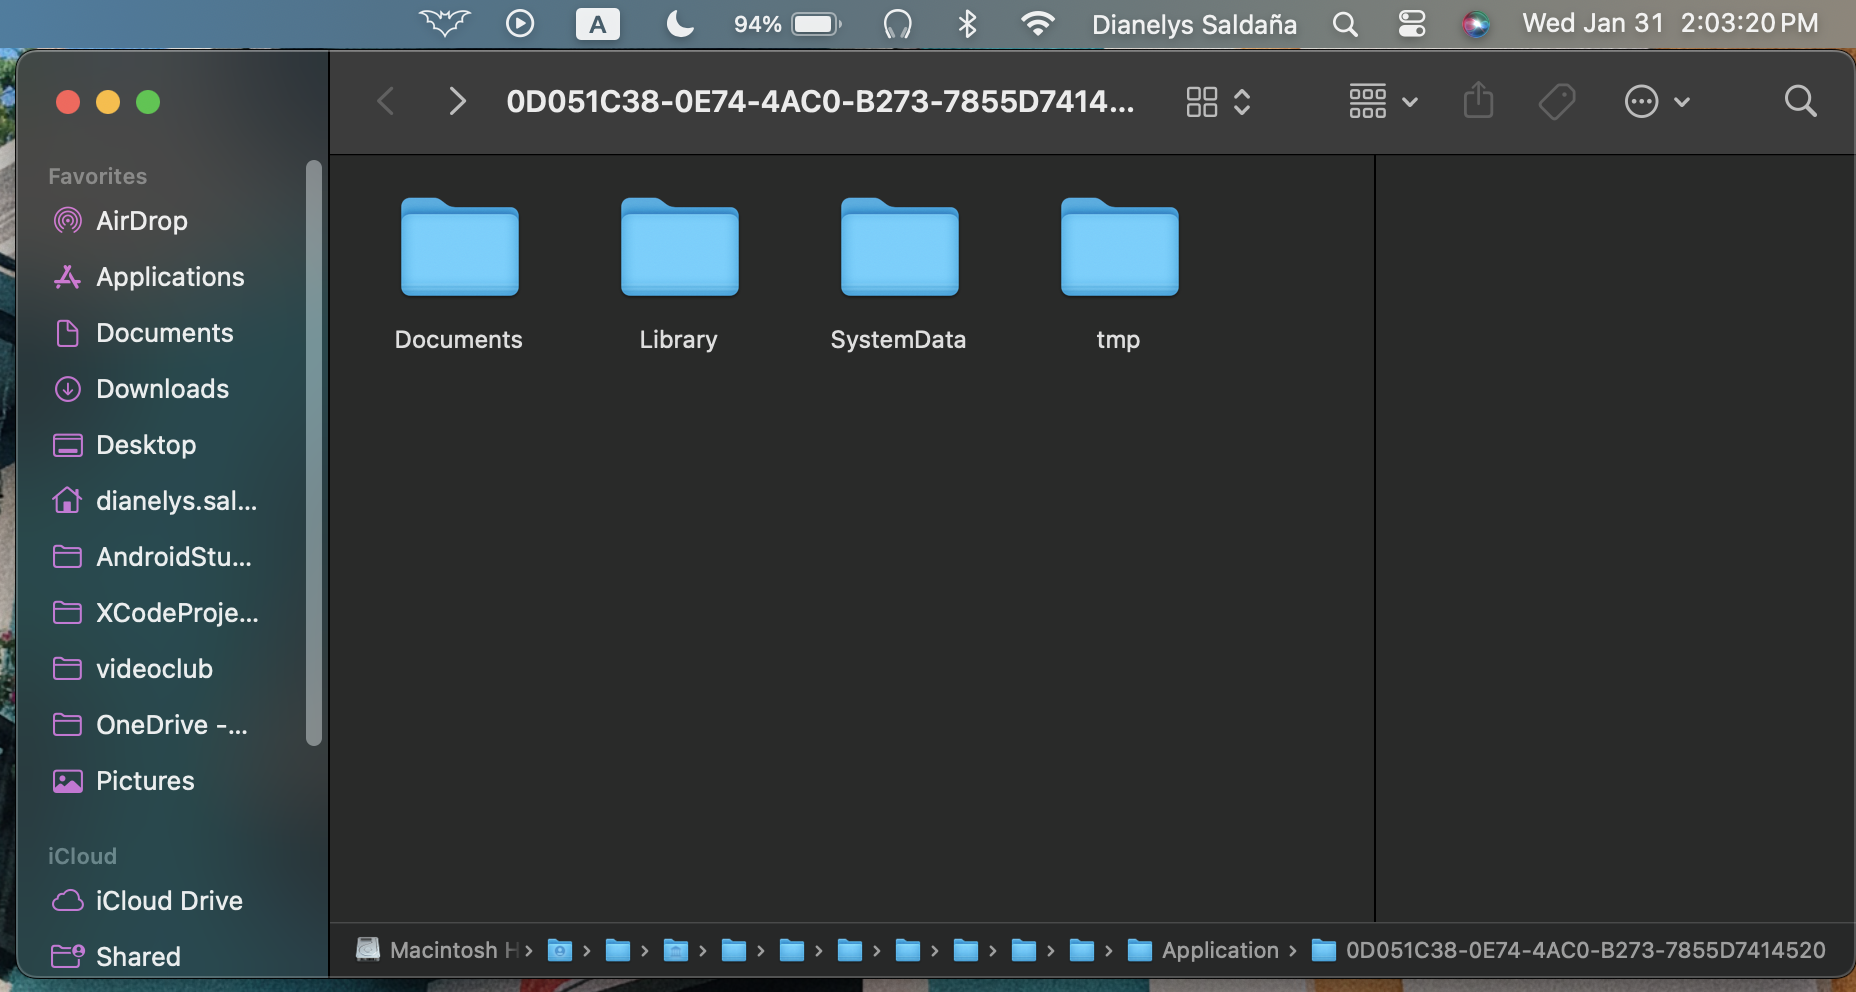 A 94% Dianelys Saldaña Wed Jan 31 2:03:20 PM
0D051C38-0E74-4AC0-B273-7855D7414...
Favorites
AirDrop
Applications
Documents
Downloads
Desktop
dianelys.sal...
AndroidStu...
XCodeProje...
videoclub
OneDrive -...
Pictures
iCloud
iCloud Drive
Shared
Documents Library SystemData tmp
Macintosh H Application 0D051C38-0E74-4AC0-B273-7855D7414520